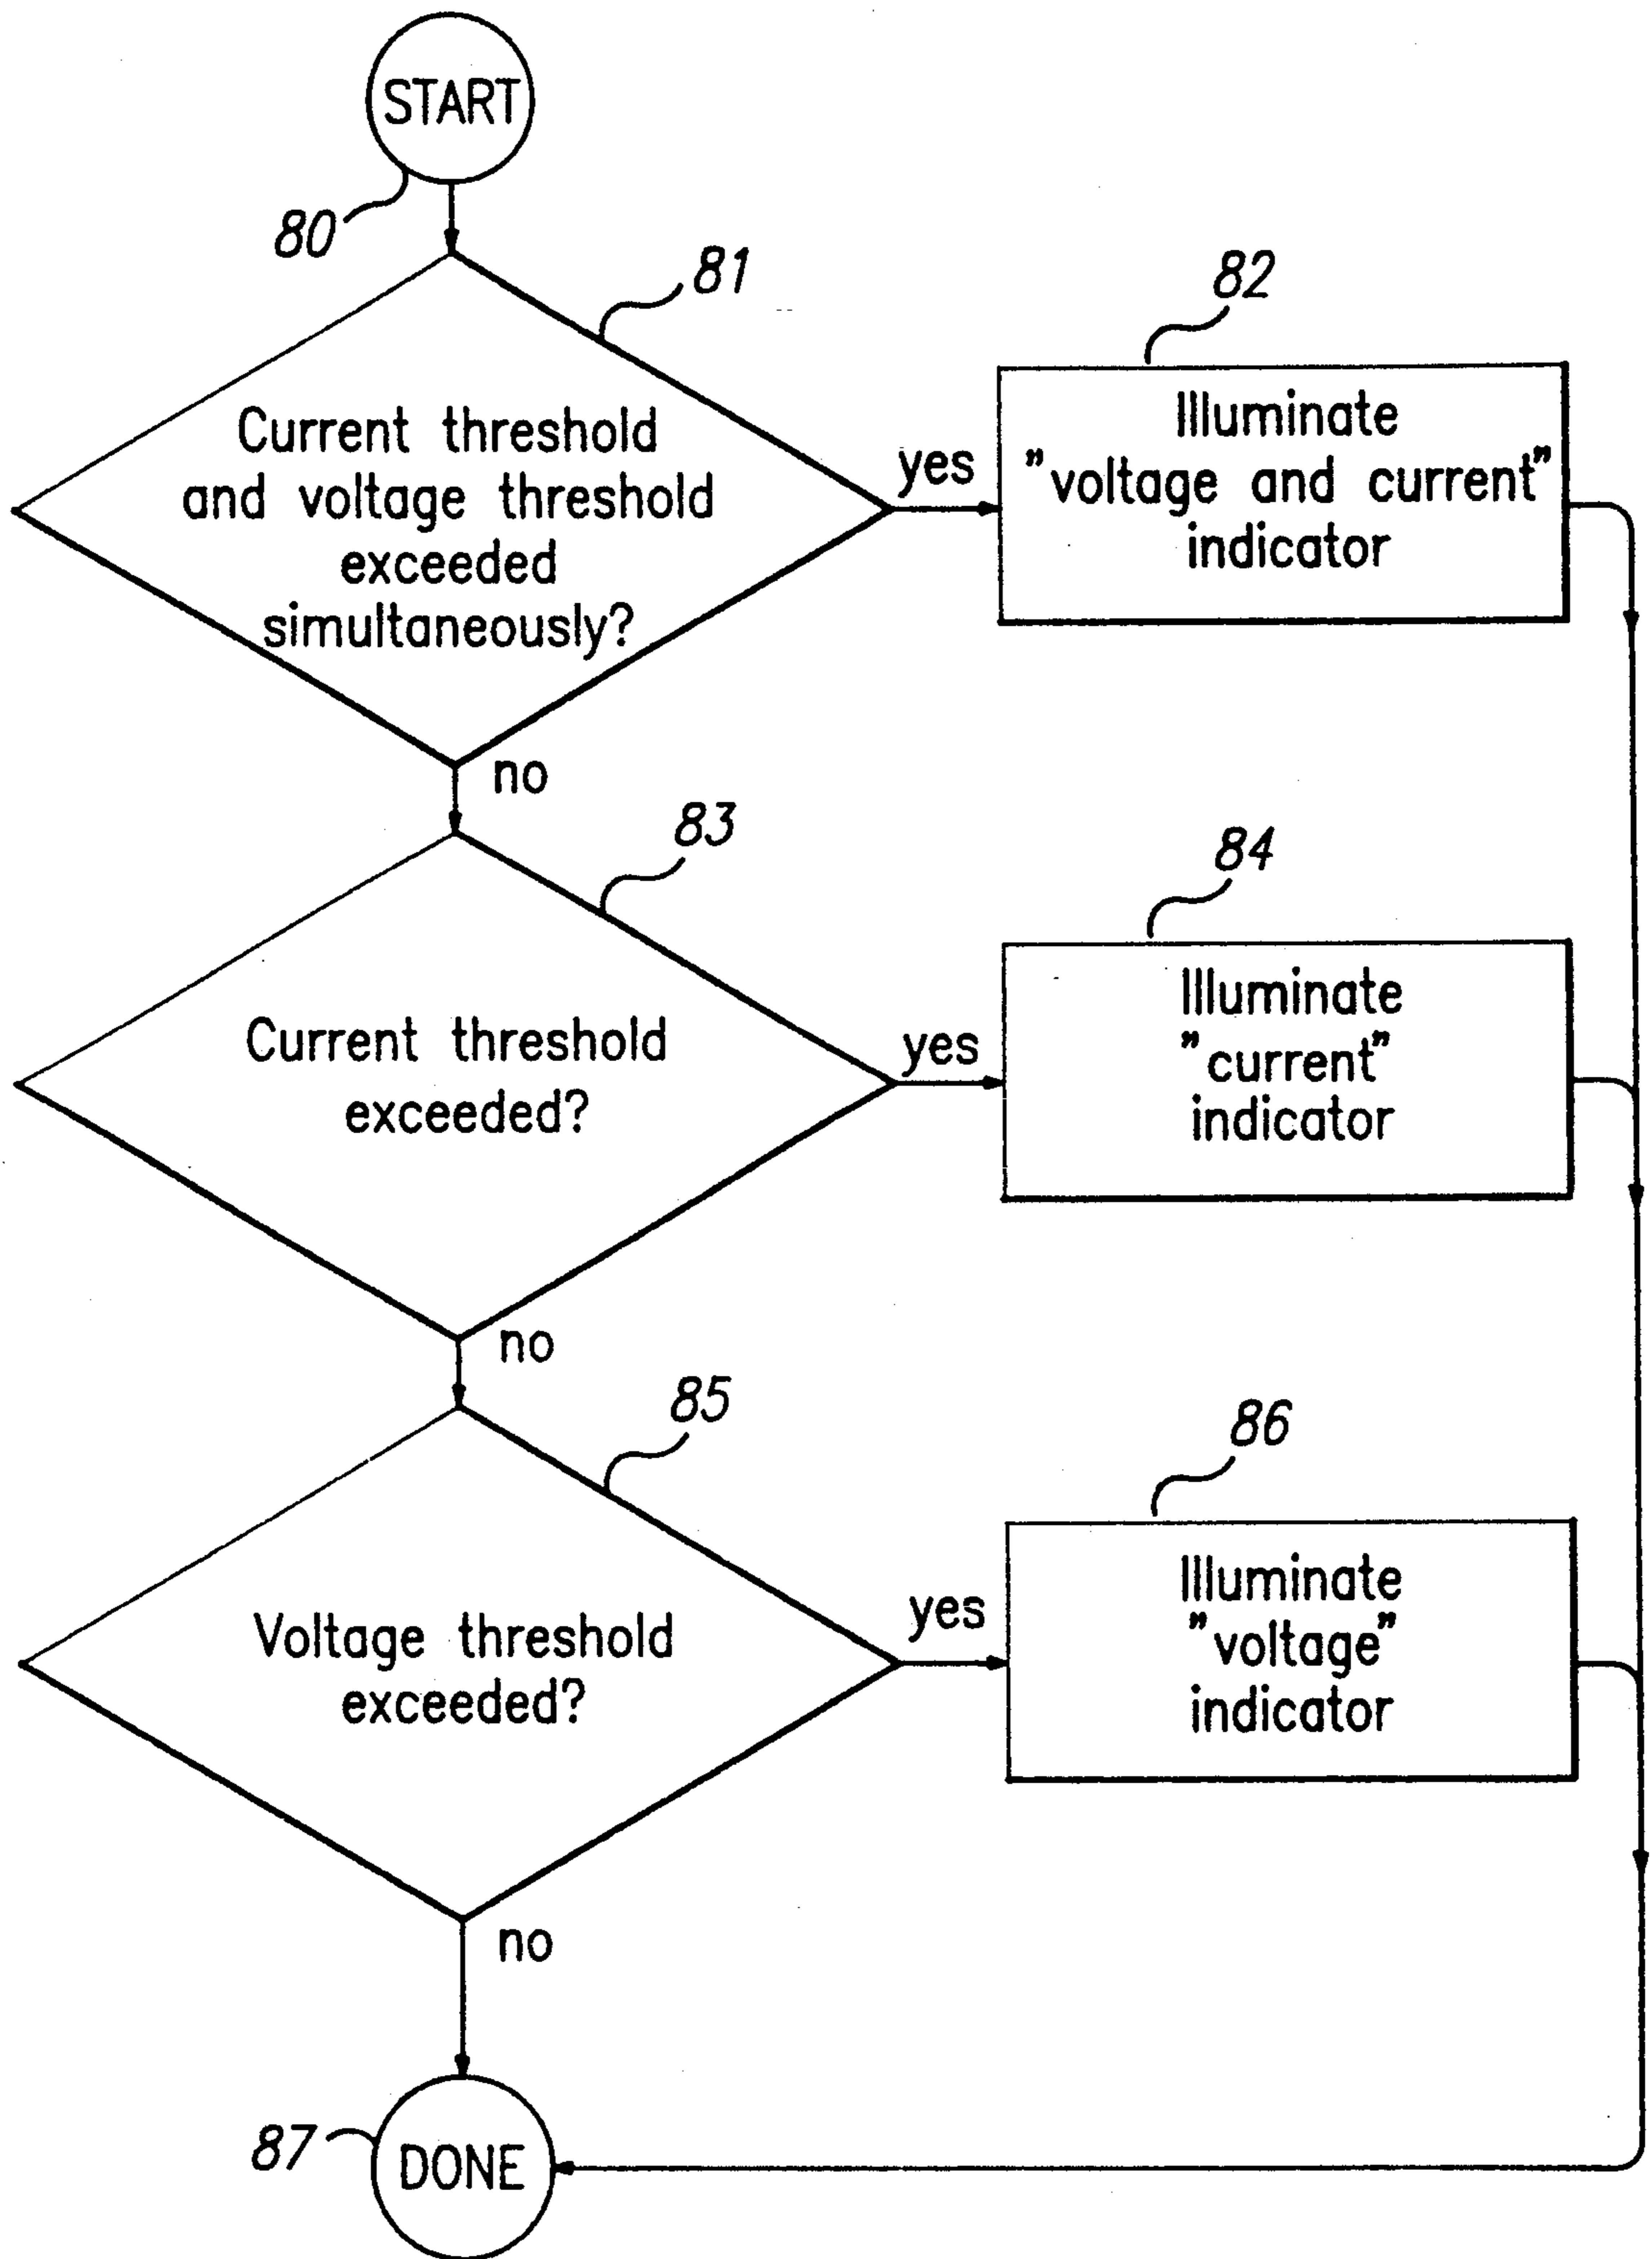 START
80
81
Current threshold
and voltage threshold
exceeded
simultaneously?
yes
82
Illuminate
"voltage and current"
indicator
no
83
Current threshold
exceeded?
yes
84
Illuminate
"current"
indicator
no
85
Voltage threshold
exceeded?
yes
86
Illuminate
"voltage"
indicator
no
87
DONE